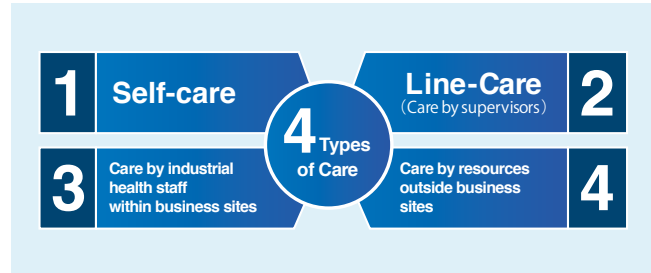 1
Self-care
2
Line-Care
（Care by supervisors）
4 Types
of Care
3
Care by industrial
health staff
within business sites
4
Care by resources
outside business
sites